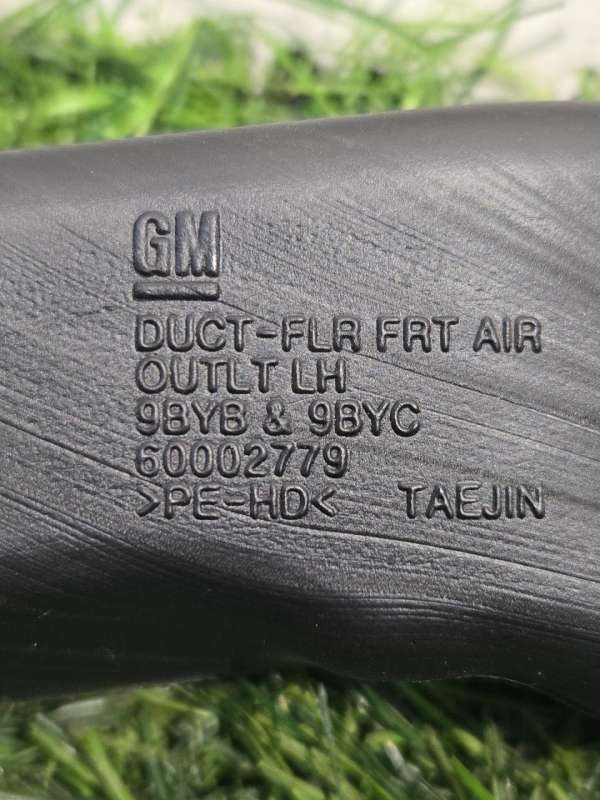 GM
DUCT-FLR FRT AIR
OUTLT LH
9BYB & 9BYC
60002779
>PE-HD< TAEJIN